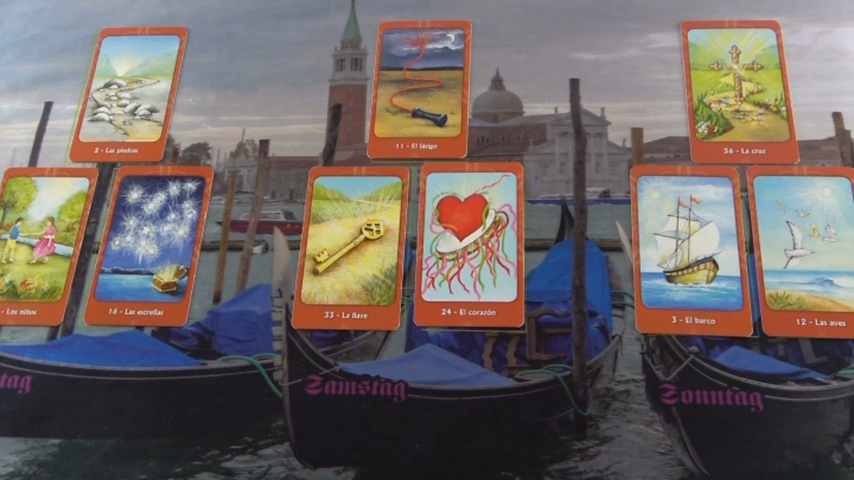 2 - Las piedras
11 - El látigo
36 - La cruz
- Los niños
16 - Las estrellas
33 - La llave
24 - El corazón
3 - El barco
12 - Las aves
tag
Samstag
Sonntag